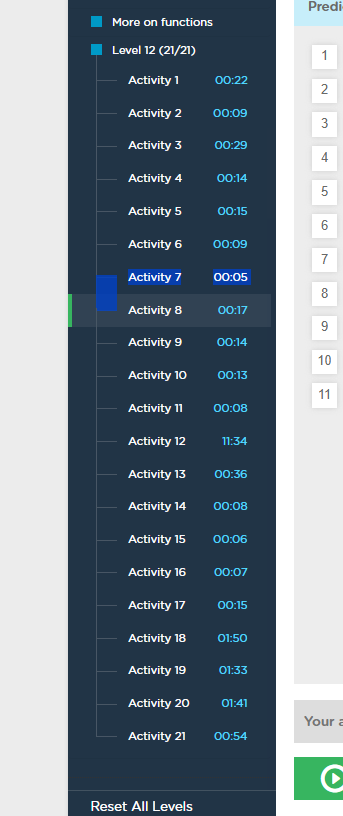 More on functions
Level 12 (21/21)
Activity 1 00:22
Activity 2 00:09
Activity 3 00:29
Activity 4 00:14
Activity 5 00:15
Activity 6 00:09
Activity 7 00:05
Activity 8 00:17
Activity 9 00:14
Activity 10 00:13
Activity 11 00:08
Activity 12 11:34
Activity 13 00:36
Activity 14 00:08
Activity 15 00:06
Activity 16 00:07
Activity 17 00:15
Activity 18 01:50
Activity 19 01:33
Activity 20 01:41
Activity 21 00:54
Reset All Levels
Predi
1
2
3
4
5
6
7
8
9
10
11
Your a